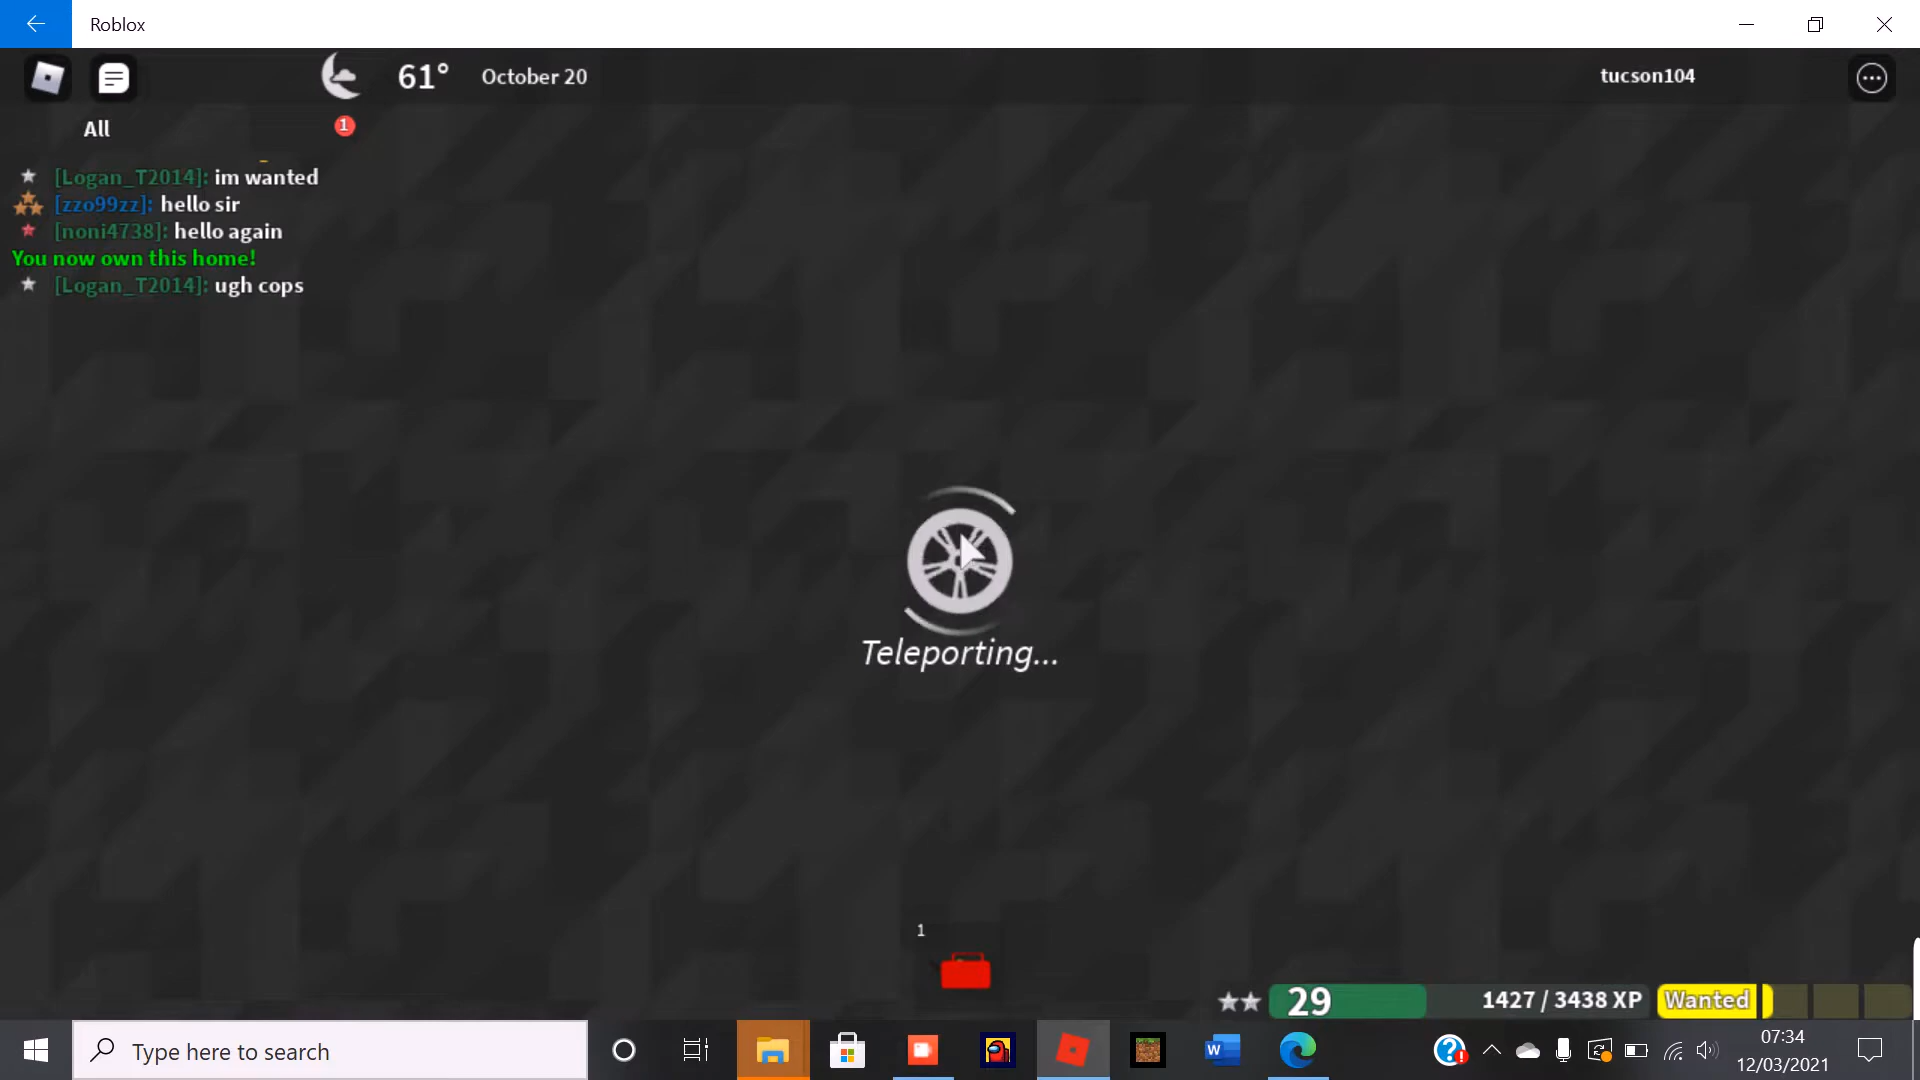 Roblox
61° October 20
tucson104
All
1
[Logan_T2014]: im wanted
[zzo99zz]: hello sir
[noni4738]: hello again
You now own this home!
[Logan_T2014]: ugh cops
Teleporting...
1
29 1427 / 3438 XP Wanted
Type here to search
W
07:34
12/03/2021